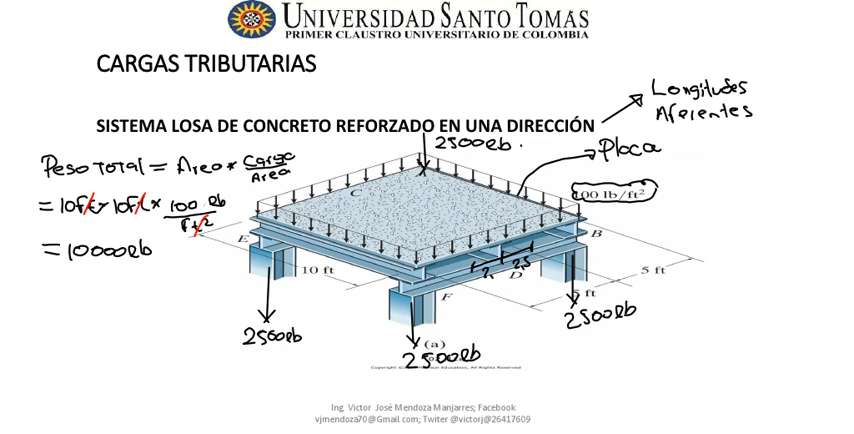 UNIVERSIDAD SANTO TOMAS
PRIMER CLAUSTRO UNIVERSITARIO DE COLOMBIA
CARGAS TRIBUTARIAS
Longitudes
Aferentes
SISTEMA LOSA DE CONCRETO REFORZADO EN UNA DIRECCIÓN
2500lb.
Placa
Peso Total = Area * Carga/Area
= 10ft * 10ft * 100 lb/ft^2
= 10000lb
C
100 lb/ft²
E
B
10 ft
2,5
D
5 ft
F
5 ft
2500lb
2500lb
(a)
2500lb
Ing. Victor José Mendoza Manjarres; Facebook
vjmendoza70@Gmail com; Twiter @victorj@26417609